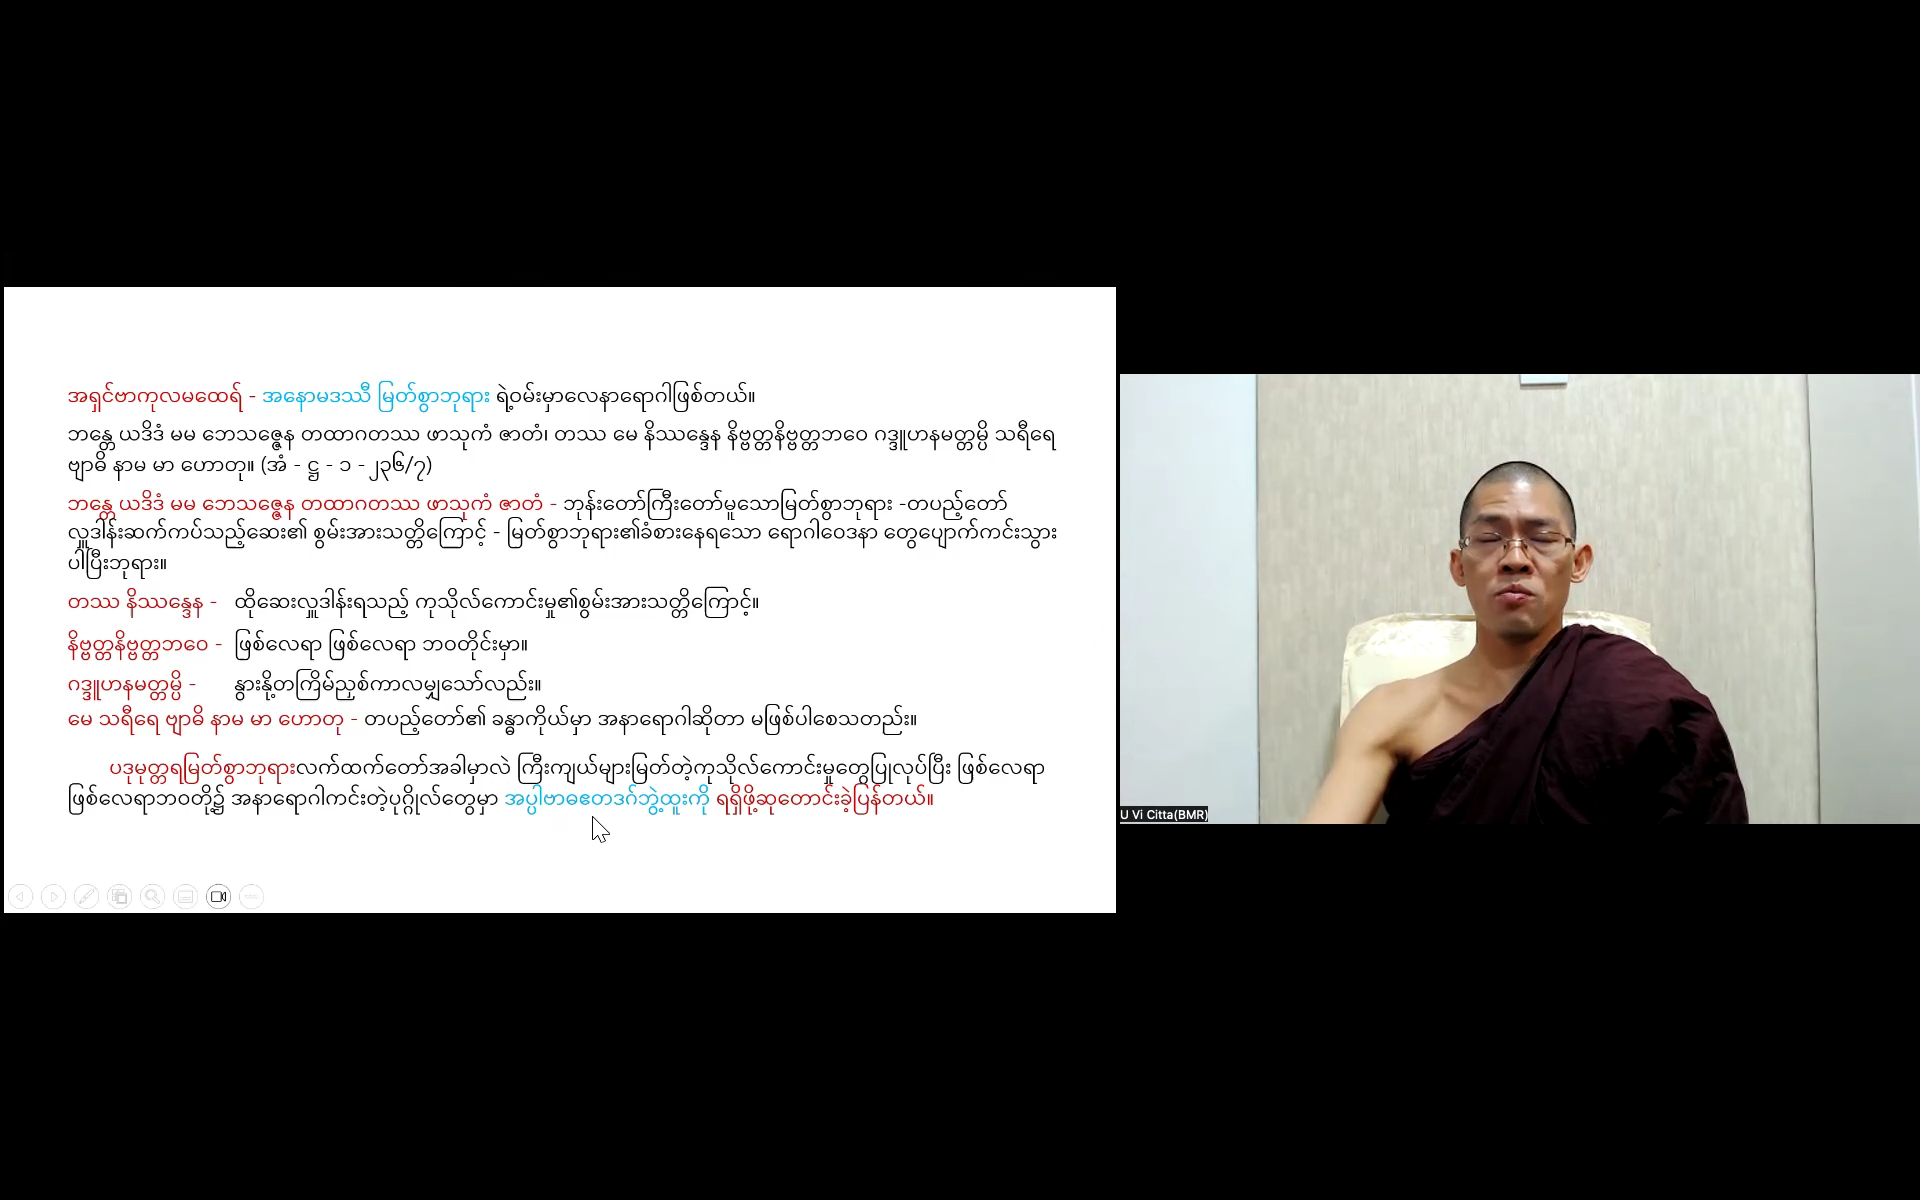 အရှင်ဗာကုလမထေရ် - အနောမဒဿီ မြတ်စွာဘုရား ရဲ့ဝမ်းမှာလေနာရောဂါဖြစ်တယ်။
ဘန္တေ ယဒိဒံ မမ ဘေသဇ္ဇေန တထာဂတဿ ဖာသုကံ ဇာတံ၊ တဿ မေ နိဿန္ဒေန နိဗ္ဗတ္တနိဗ္ဗတ္တဘဝေ ဂဒ္ဒူဟနမတ္တမ္ပိ သရီရေ
ဗျာဓိ နာမ မာ ဟောတု။ (အံ - ဋ္ဌ - ၁ - ၂၃၆/၇)
ဘန္တေ ယဒိဒံ မမ ဘေသဇ္ဇေန တထာဂတဿ ဖာသုကံ ဇာတံ - ဘုန်းတော်ကြီးတော်မူသောမြတ်စွာဘုရား -တပည့်တော်
လှူဒါန်းဆက်ကပ်သည့်ဆေး၏ စွမ်းအားသတ္တိကြောင့် - မြတ်စွာဘုရား၏ခံစားနေရသော ရောဂါဝေဒနာ တွေပျောက်ကင်းသွား
ပါပြီးဘုရား။
တဿ နိဿန္ဒေန - ထိုဆေးလှူဒါန်းရသည့် ကုသိုလ်ကောင်းမှု၏စွမ်းအားသတ္တိကြောင့်။
နိဗ္ဗတ္တနိဗ္ဗတ္တဘဝေ - ဖြစ်လေရာ ဖြစ်လေရာ ဘဝတိုင်းမှာ။
ဂဒ္ဒူဟနမတ္တမ္ပိ - နွားနို့တကြိမ်ညှစ်ကာလမျှသော်လည်း။
မေ သရီရေ ဗျာဓိ နာမ မာ ဟောတု - တပည့်တော်၏ ခန္ဓာကိုယ်မှာ အနာရောဂါဆိုတာ မဖြစ်ပါစေသတည်း။
ပဒုမုတ္တရမြတ်စွာဘုရားလက်ထက်တော်အခါမှာလဲ ကြီးကျယ်များမြတ်တဲ့ကုသိုလ်ကောင်းမှုတွေပြုလုပ်ပြီး ဖြစ်လေရာ
ဖြစ်လေရာဘဝတို့၌ အနာရောဂါကင်းတဲ့ပုဂ္ဂိုလ်တွေမှာ အပ္ပါဗာဓဧတဒဂ်ဘွဲ့ထူးကို ရရှိဖို့ဆုတောင်းခဲ့ပြန်တယ်။
U Vi Citta(BMR)